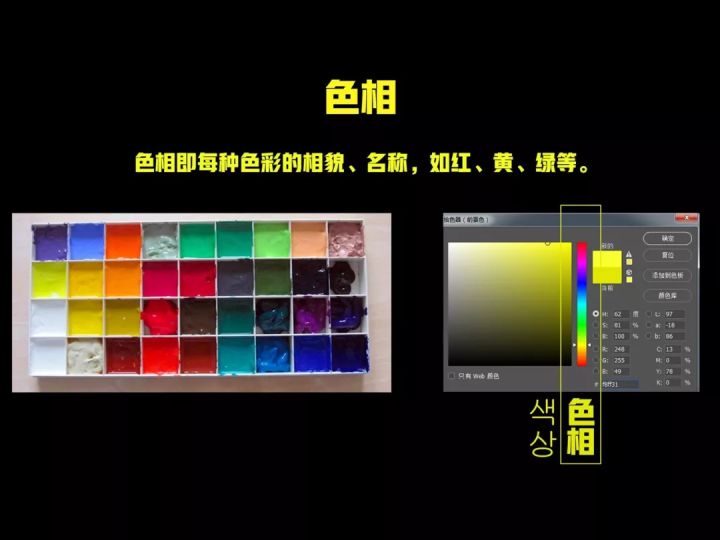 色相
色相即每种色彩的相貌、名称，如红、黄、绿等。
拾色器（前景色）
新的
当前
确定
复位
添加到色板
颜色库
H: 62 度
S: 81 %
B: 100 %
R: 248
G: 255
B: 49
# f8ff31
L: 97
a: -18
b: 86
C: 13 %
M: 0 %
Y: 78 %
K: 0 %
只有 Web 颜色
색상
色相